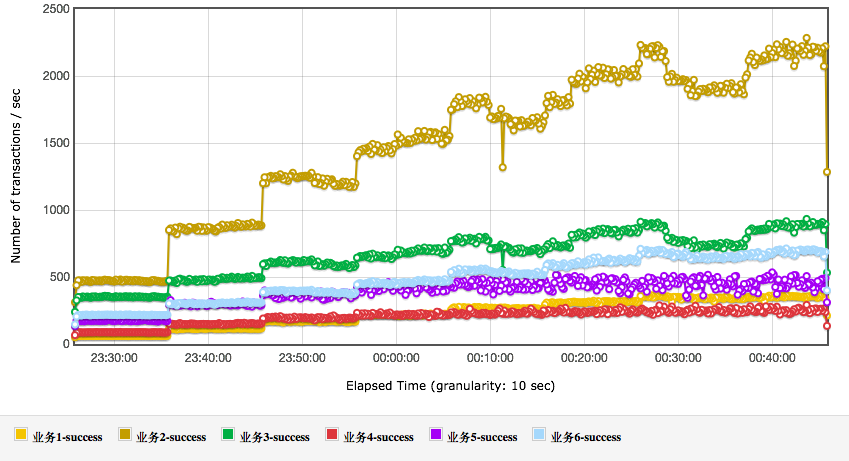 2500
2000
1500
1000
500
0
Number of transactions / sec
23:30:00 23:40:00 23:50:00 00:00:00 00:10:00 00:20:00 00:30:00 00:40:00
Elapsed Time (granularity: 10 sec)
业务1-success 业务2-success 业务3-success 业务4-success 业务5-success 业务6-success